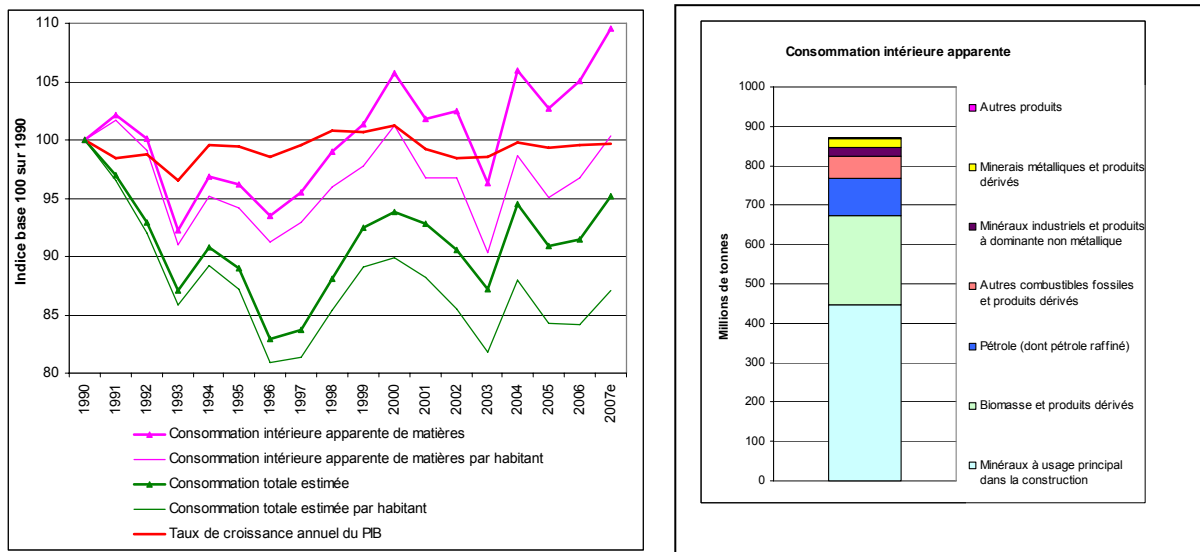 110
105
100
95
90
85
80
Indice base 100 sur 1990
1990
1991
1992
1993
1994
1995
1996
1997
1998
1999
2000
2001
2002
2003
2004
2005
2006
2007e
Consommation intérieure apparente de matières
Consommation intérieure apparente de matières par habitant
Consommation totale estimée
Consommation totale estimée par habitant
Taux de croissance annuel du PIB
Consommation intérieure apparente
1000
900
800
700
600
500
400
300
200
100
0
Millions de tonnes
Autres produits
Minerais métalliques et produits
dérivés
Minéraux industriels et produits
à dominante non métallique
Autres combustibles fossiles
et produits dérivés
Pétrole (dont pétrole raffiné)
Biomasse et produits dérivés
Minéraux à usage principal
dans la construction